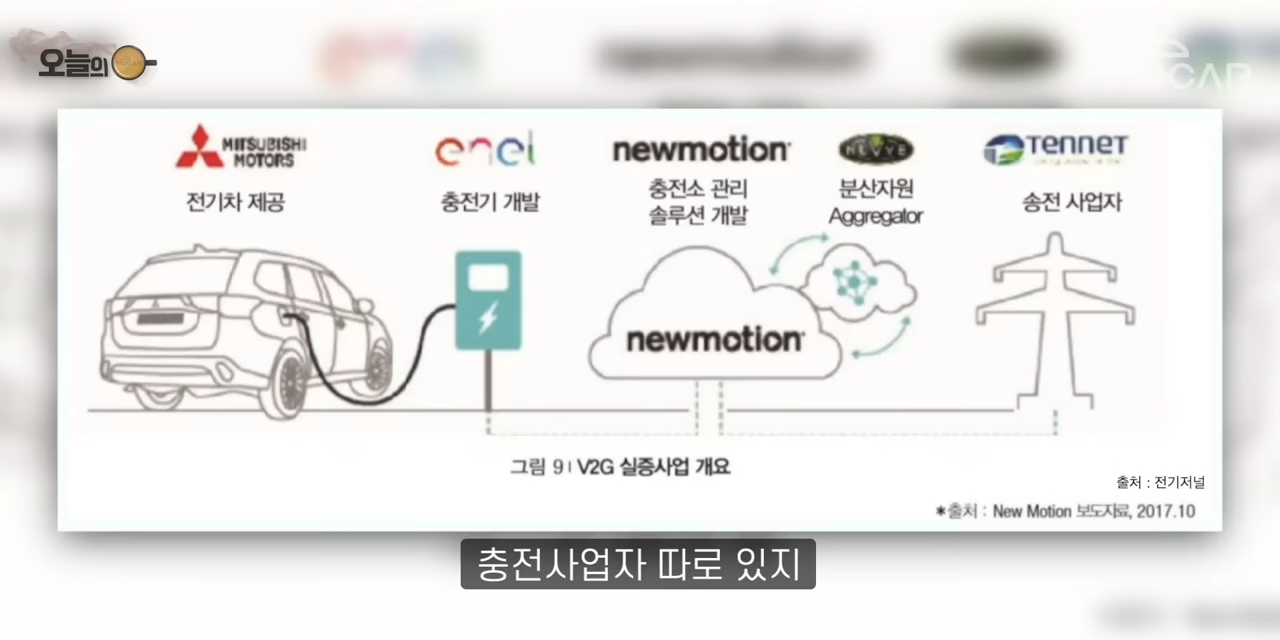 오늘의
e
CAR
MITSUBISHI
MOTORS
enel
newmotion
NUVVE
TENNET
전기차 제공
충전기 개발
충전소 관리
솔루션 개발
분산자원
Aggregator
송전 사업자
newmotion
그림 9 | V2G 실증사업 개요
출처 : 전기저널
*출처 : New Motion 보도자료, 2017.10
충전사업자 따로 있지